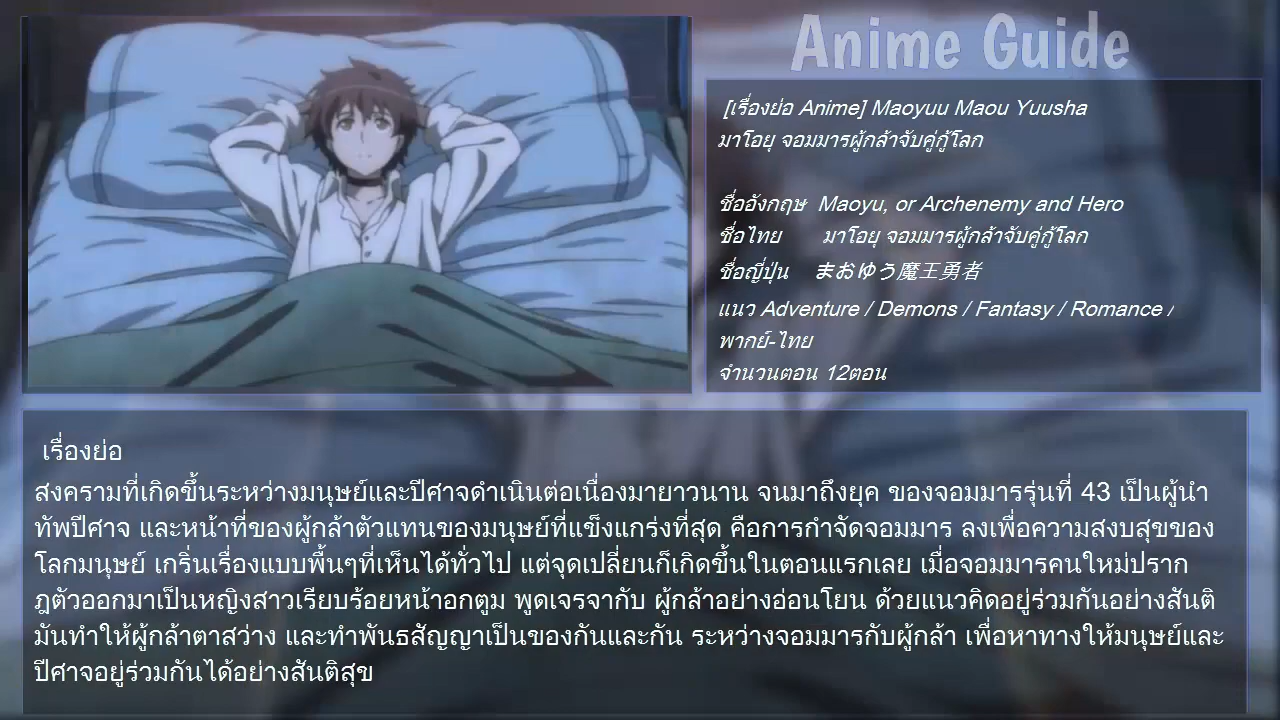 Anime Guide
[เรื่องย่อ Anime] Maoyuu Maou Yuusha
มาโอยุ จอมมารผู้กล้าจับคู่กู้โลก
ชื่ออังกฤษ Maoyu, or Archenemy and Hero
ชื่อไทย มาโอยุ จอมมารผู้กล้าจับคู่กู้โลก
ชื่อญี่ปุ่น まおゆう魔王勇者
แนว Adventure / Demons / Fantasy / Romance /
พากย์-ไทย
จำนวนตอน 12ตอน
เรื่องย่อ
สงครามที่เกิดขึ้นระหว่างมนุษย์และปีศาจดำเนินต่อเนื่องมายาวนาน จนมาถึงยุค ของจอมมารรุ่นที่ 43 เป็นผู้นำ
ทัพปีศาจ และหน้าที่ของผู้กล้าตัวแทนของมนุษย์ที่แข็งแกร่งที่สุด คือการกำจัดจอมมาร ลงเพื่อความสงบสุขของ
โลกมนุษย์ เกริ่นเรื่องแบบพื้นๆที่เห็นได้ทั่วไป แต่จุดเปลี่ยนก็เกิดขึ้นในตอนแรกเลย เมื่อจอมมารคนใหม่ปราก
ฎตัวออกมาเป็นหญิงสาวเรียบร้อยหน้าอกตูม พูดเจรจากับ ผู้กล้าอย่างอ่อนโยน ด้วยแนวคิดอยู่ร่วมกันอย่างสันติ
มันทำให้ผู้กล้าตาสว่าง และทำพันธสัญญาเป็นของกันและกัน ระหว่างจอมมารกับผู้กล้า เพื่อหาทางให้มนุษย์และ
ปีศาจอยู่ร่วมกันได้อย่างสันติสุข